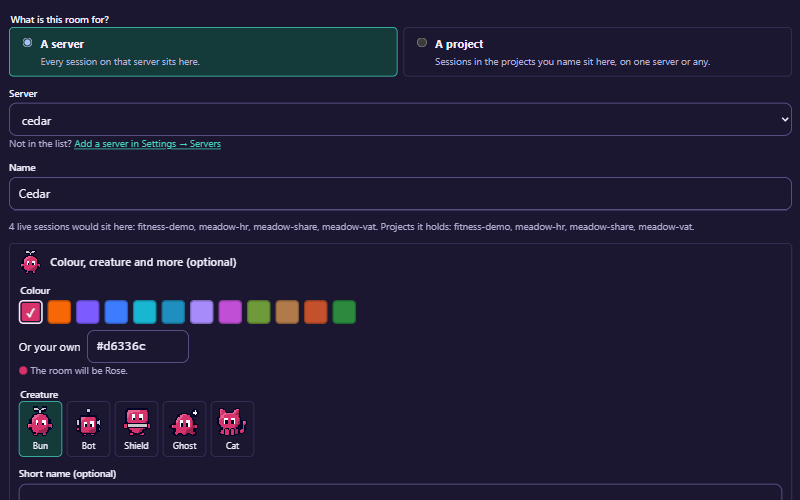 What is this room for?
A server
Every session on that server sits here.
A project
Sessions in the projects you name sit here, on one server or any.
Server
cedar
Not in the list? Add a server in Settings → Servers
Name
Cedar
4 live sessions would sit here: fitness-demo, meadow-hr, meadow-share, meadow-vat. Projects it holds: fitness-demo, meadow-hr, meadow-share, meadow-vat.
Colour, creature and more (optional)
Colour
Or your own #d6336c
The room will be Rose.
Creature
Bun Bot Shield Ghost Cat
Short name (optional)